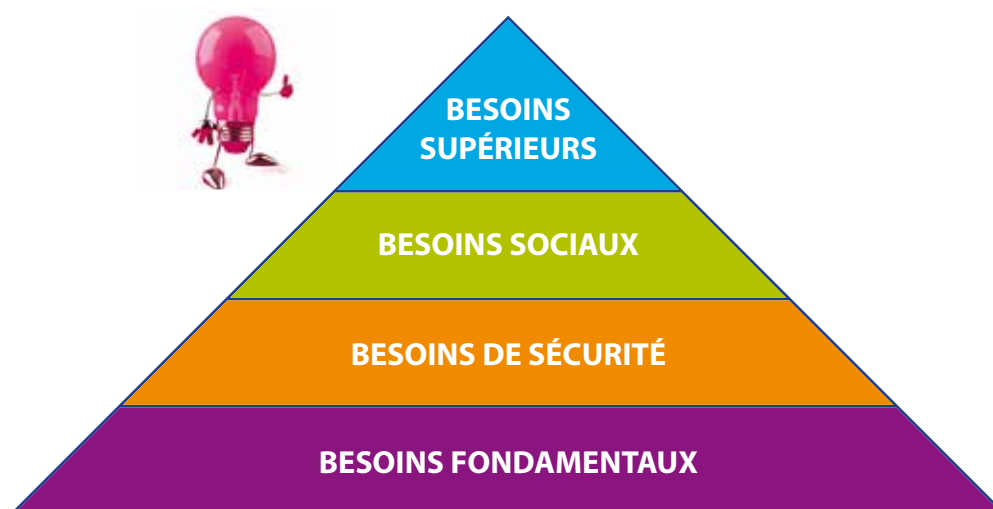 BESOINS
SUPÉRIEURS
BESOINS SOCIAUX
BESOINS DE SÉCURITÉ
BESOINS FONDAMENTAUX